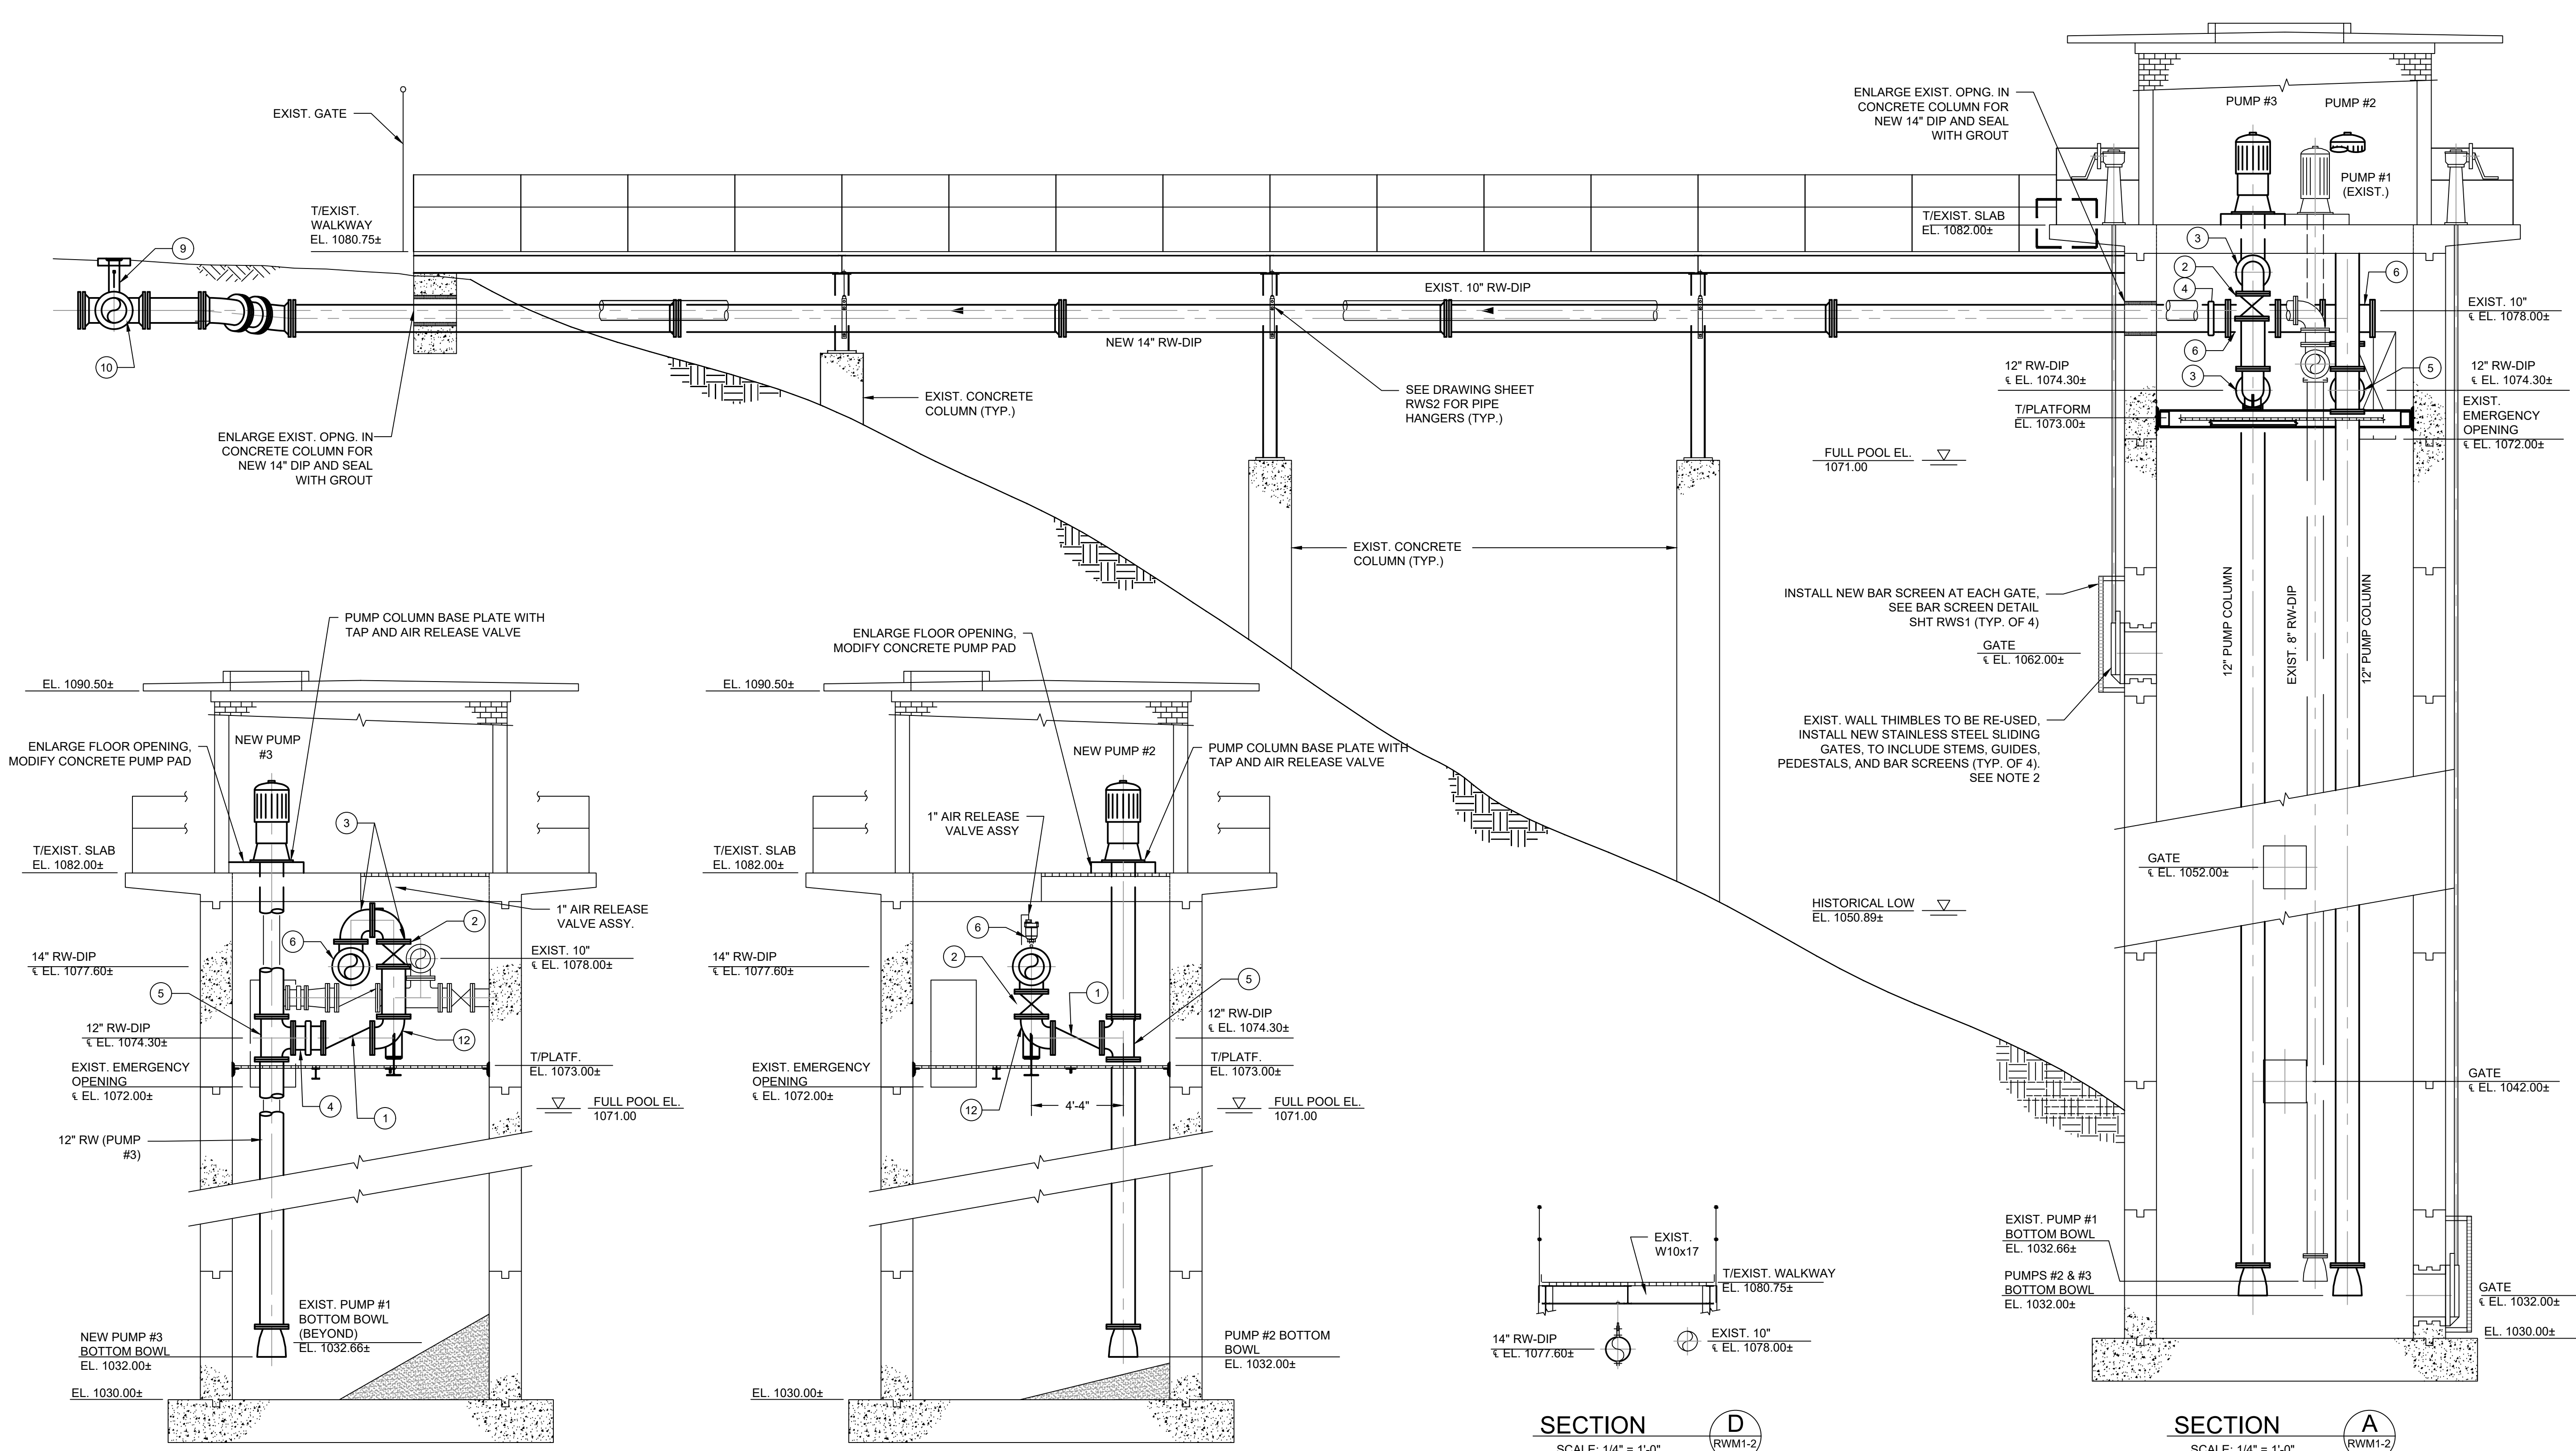 EXIST. GATE
T/EXIST.
WALKWAY
EL. 1080.75±
9
10
ENLARGE EXIST. OPNG. IN
CONCRETE COLUMN FOR
NEW 14" DIP AND SEAL
WITH GROUT
EXIST. CONCRETE
COLUMN (TYP.)
NEW 14" RW-DIP
EXIST. 10" RW-DIP
SEE DRAWING SHEET
RWS2 FOR PIPE
HANGERS (TYP.)
EXIST. CONCRETE
COLUMN (TYP.)
ENLARGE EXIST. OPNG. IN
CONCRETE COLUMN FOR
NEW 14" DIP AND SEAL
WITH GROUT
PUMP #3
PUMP #2
PUMP #1
(EXIST.)
T/EXIST. SLAB
EL. 1082.00±
3
2
4
6
6
3
5
EXIST. 10"
℄ EL. 1078.00±
12" RW-DIP
℄ EL. 1074.30±
12" RW-DIP
℄ EL. 1074.30±
T/PLATFORM
EL. 1073.00±
EXIST.
EMERGENCY
OPENING
℄ EL. 1072.00±
FULL POOL EL.
1071.00
INSTALL NEW BAR SCREEN AT EACH GATE,
SEE BAR SCREEN DETAIL
SHT RWS1 (TYP. OF 4)
GATE
℄ EL. 1062.00±
EXIST. WALL THIMBLES TO BE RE-USED,
INSTALL NEW STAINLESS STEEL SLIDING
GATES, TO INCLUDE STEMS, GUIDES,
PEDESTALS, AND BAR SCREENS (TYP. OF 4).
SEE NOTE 2
12" PUMP COLUMN
EXIST. 8" RW-DIP
12" PUMP COLUMN
GATE
℄ EL. 1052.00±
HISTORICAL LOW
EL. 1050.89±
GATE
℄ EL. 1042.00±
EXIST. PUMP #1
BOTTOM BOWL
EL. 1032.66±
PUMPS #2 & #3
BOTTOM BOWL
EL. 1032.00±
GATE
℄ EL. 1032.00±
EL. 1030.00±
SECTION
A
RWM1-2
SCALE: 1/4" = 1'-0"
PUMP COLUMN BASE PLATE WITH
TAP AND AIR RELEASE VALVE
EL. 1090.50±
ENLARGE FLOOR OPENING,
MODIFY CONCRETE PUMP PAD
NEW PUMP
#3
3
T/EXIST. SLAB
EL. 1082.00±
1" AIR RELEASE
VALVE ASSY.
2
6
14" RW-DIP
℄ EL. 1077.60±
EXIST. 10"
℄ EL. 1078.00±
5
12" RW-DIP
℄ EL. 1074.30±
12
EXIST. EMERGENCY
OPENING
℄ EL. 1072.00±
T/PLATF.
EL. 1073.00±
4
1
FULL POOL EL.
1071.00
12" RW (PUMP
#3)
EXIST. PUMP #1
BOTTOM BOWL
(BEYOND)
EL. 1032.66±
NEW PUMP #3
BOTTOM BOWL
EL. 1032.00±
EL. 1030.00±
ENLARGE FLOOR OPENING,
MODIFY CONCRETE PUMP PAD
EL. 1090.50±
NEW PUMP #2
PUMP COLUMN BASE PLATE WITH
TAP AND AIR RELEASE VALVE
1" AIR RELEASE
VALVE ASSY
T/EXIST. SLAB
EL. 1082.00±
6
2
14" RW-DIP
℄ EL. 1077.60±
1
5
12" RW-DIP
℄ EL. 1074.30±
EXIST. EMERGENCY
OPENING
℄ EL. 1072.00±
T/PLATF.
EL. 1073.00±
12
4'-4"
FULL POOL EL.
1071.00
PUMP #2 BOTTOM
BOWL
EL. 1032.00±
EL. 1030.00±
EXIST.
W10x17
T/EXIST. WALKWAY
EL. 1080.75±
14" RW-DIP
℄ EL. 1077.60±
EXIST. 10"
℄ EL. 1078.00±
SECTION
D
RWM1-2
SCALE: 1/4" = 1'-0"